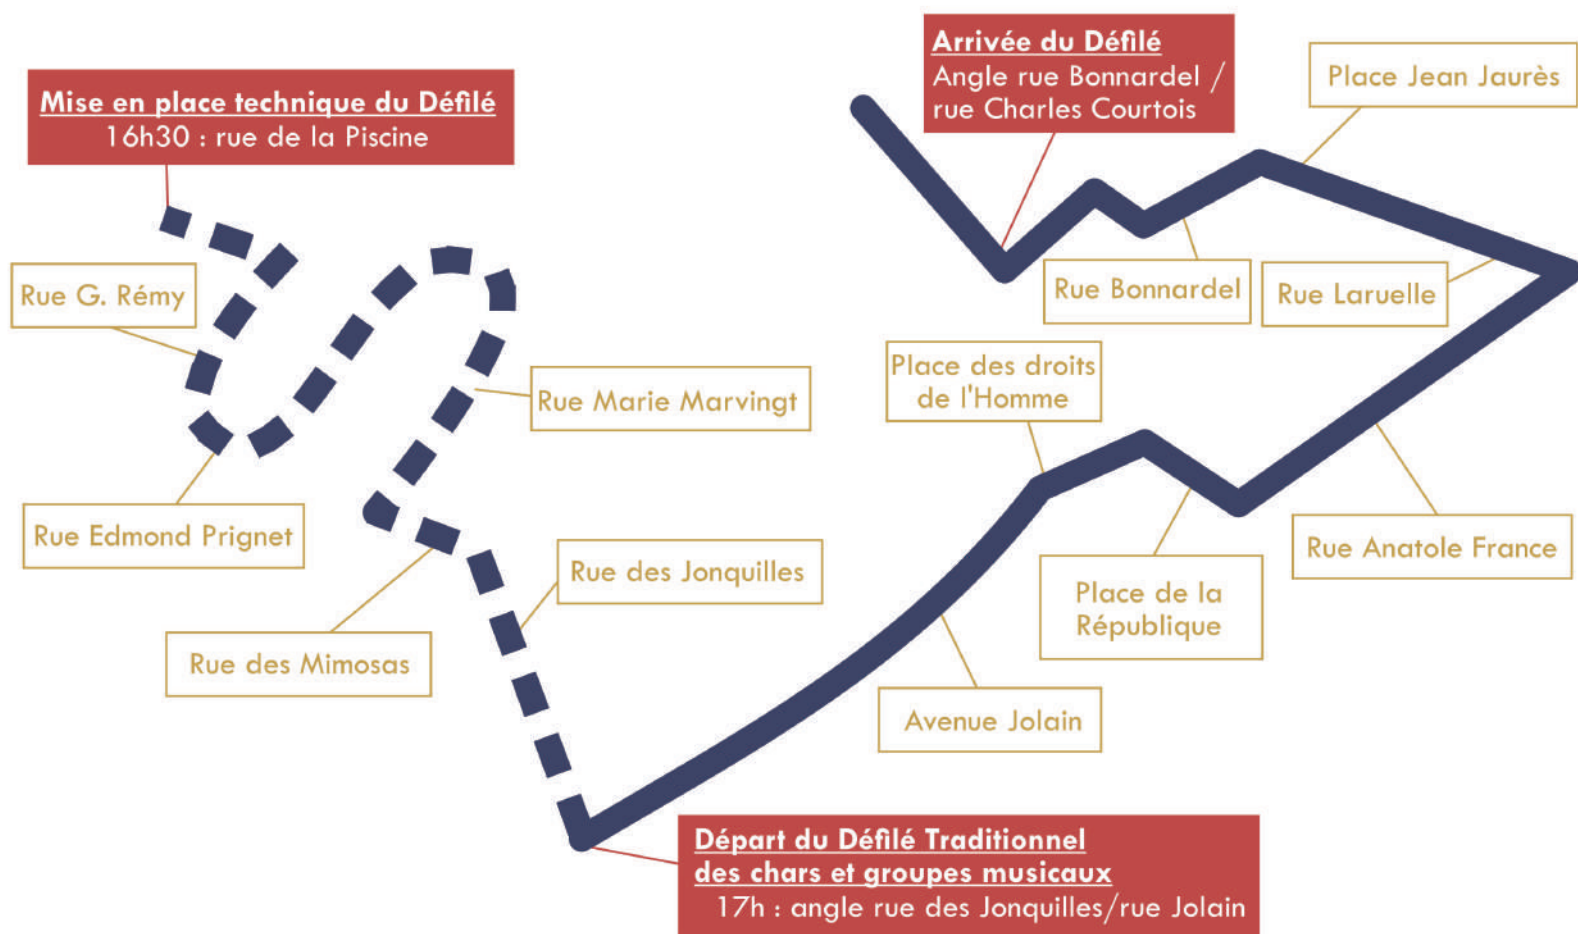 Mise en place technique du Défilé
16h30 : rue de la Piscine
Arrivée du Défilé
Angle rue Bonnardel /
rue Charles Courtois
Place Jean Jaurès
Rue G. Rémy
Rue Bonnardel
Rue Laruelle
Place des droits
de l'Homme
Rue Marie Marvingt
Rue Edmond Prignet
Rue des Jonquilles
Rue Anatole France
Place de la
République
Rue des Mimosas
Avenue Jolain
Départ du Défilé Traditionnel
des chars et groupes musicaux
17h : angle rue des Jonquilles/rue Jolain